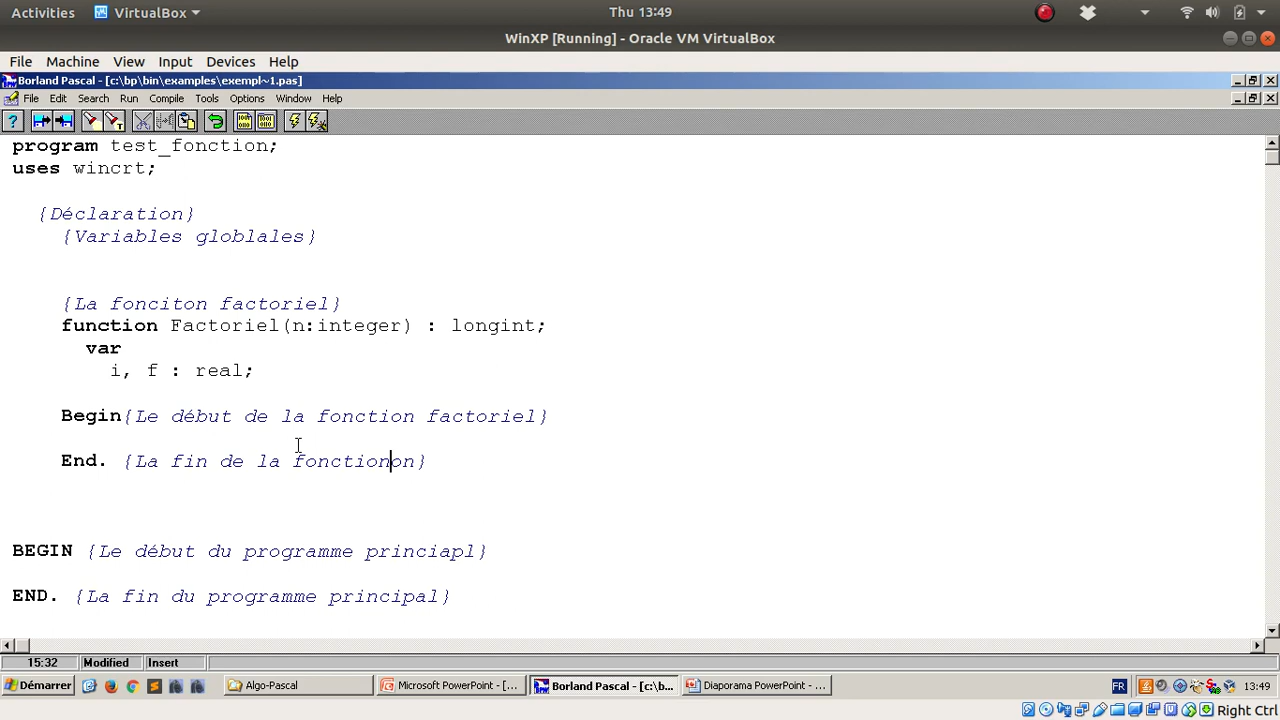 Activities VirtualBox Thu 13:49
WinXP [Running] - Oracle VM VirtualBox
File Machine View Input Devices Help
Borland Pascal - [c:\bp\bin\examples\exempl~1.pas]
File Edit Search Run Compile Tools Options Window Help
program test_fonction;
uses wincrt;
{Déclaration}
{Variables globlales}
{La fonciton factoriel}
function Factoriel(n:integer) : longint;
var
i, f : real;
Begin{Le début de la fonction factoriel}
End. {La fin de la fonctionon}
BEGIN {Le début du programme princiapl}
END. {La fin du programme principal}
15:32 Modified Insert
Démarrer Algo-Pascal Microsoft PowerPoint - [... Borland Pascal - [c:\b... Diaporama PowerPoint - ... FR 13:49
Right Ctrl